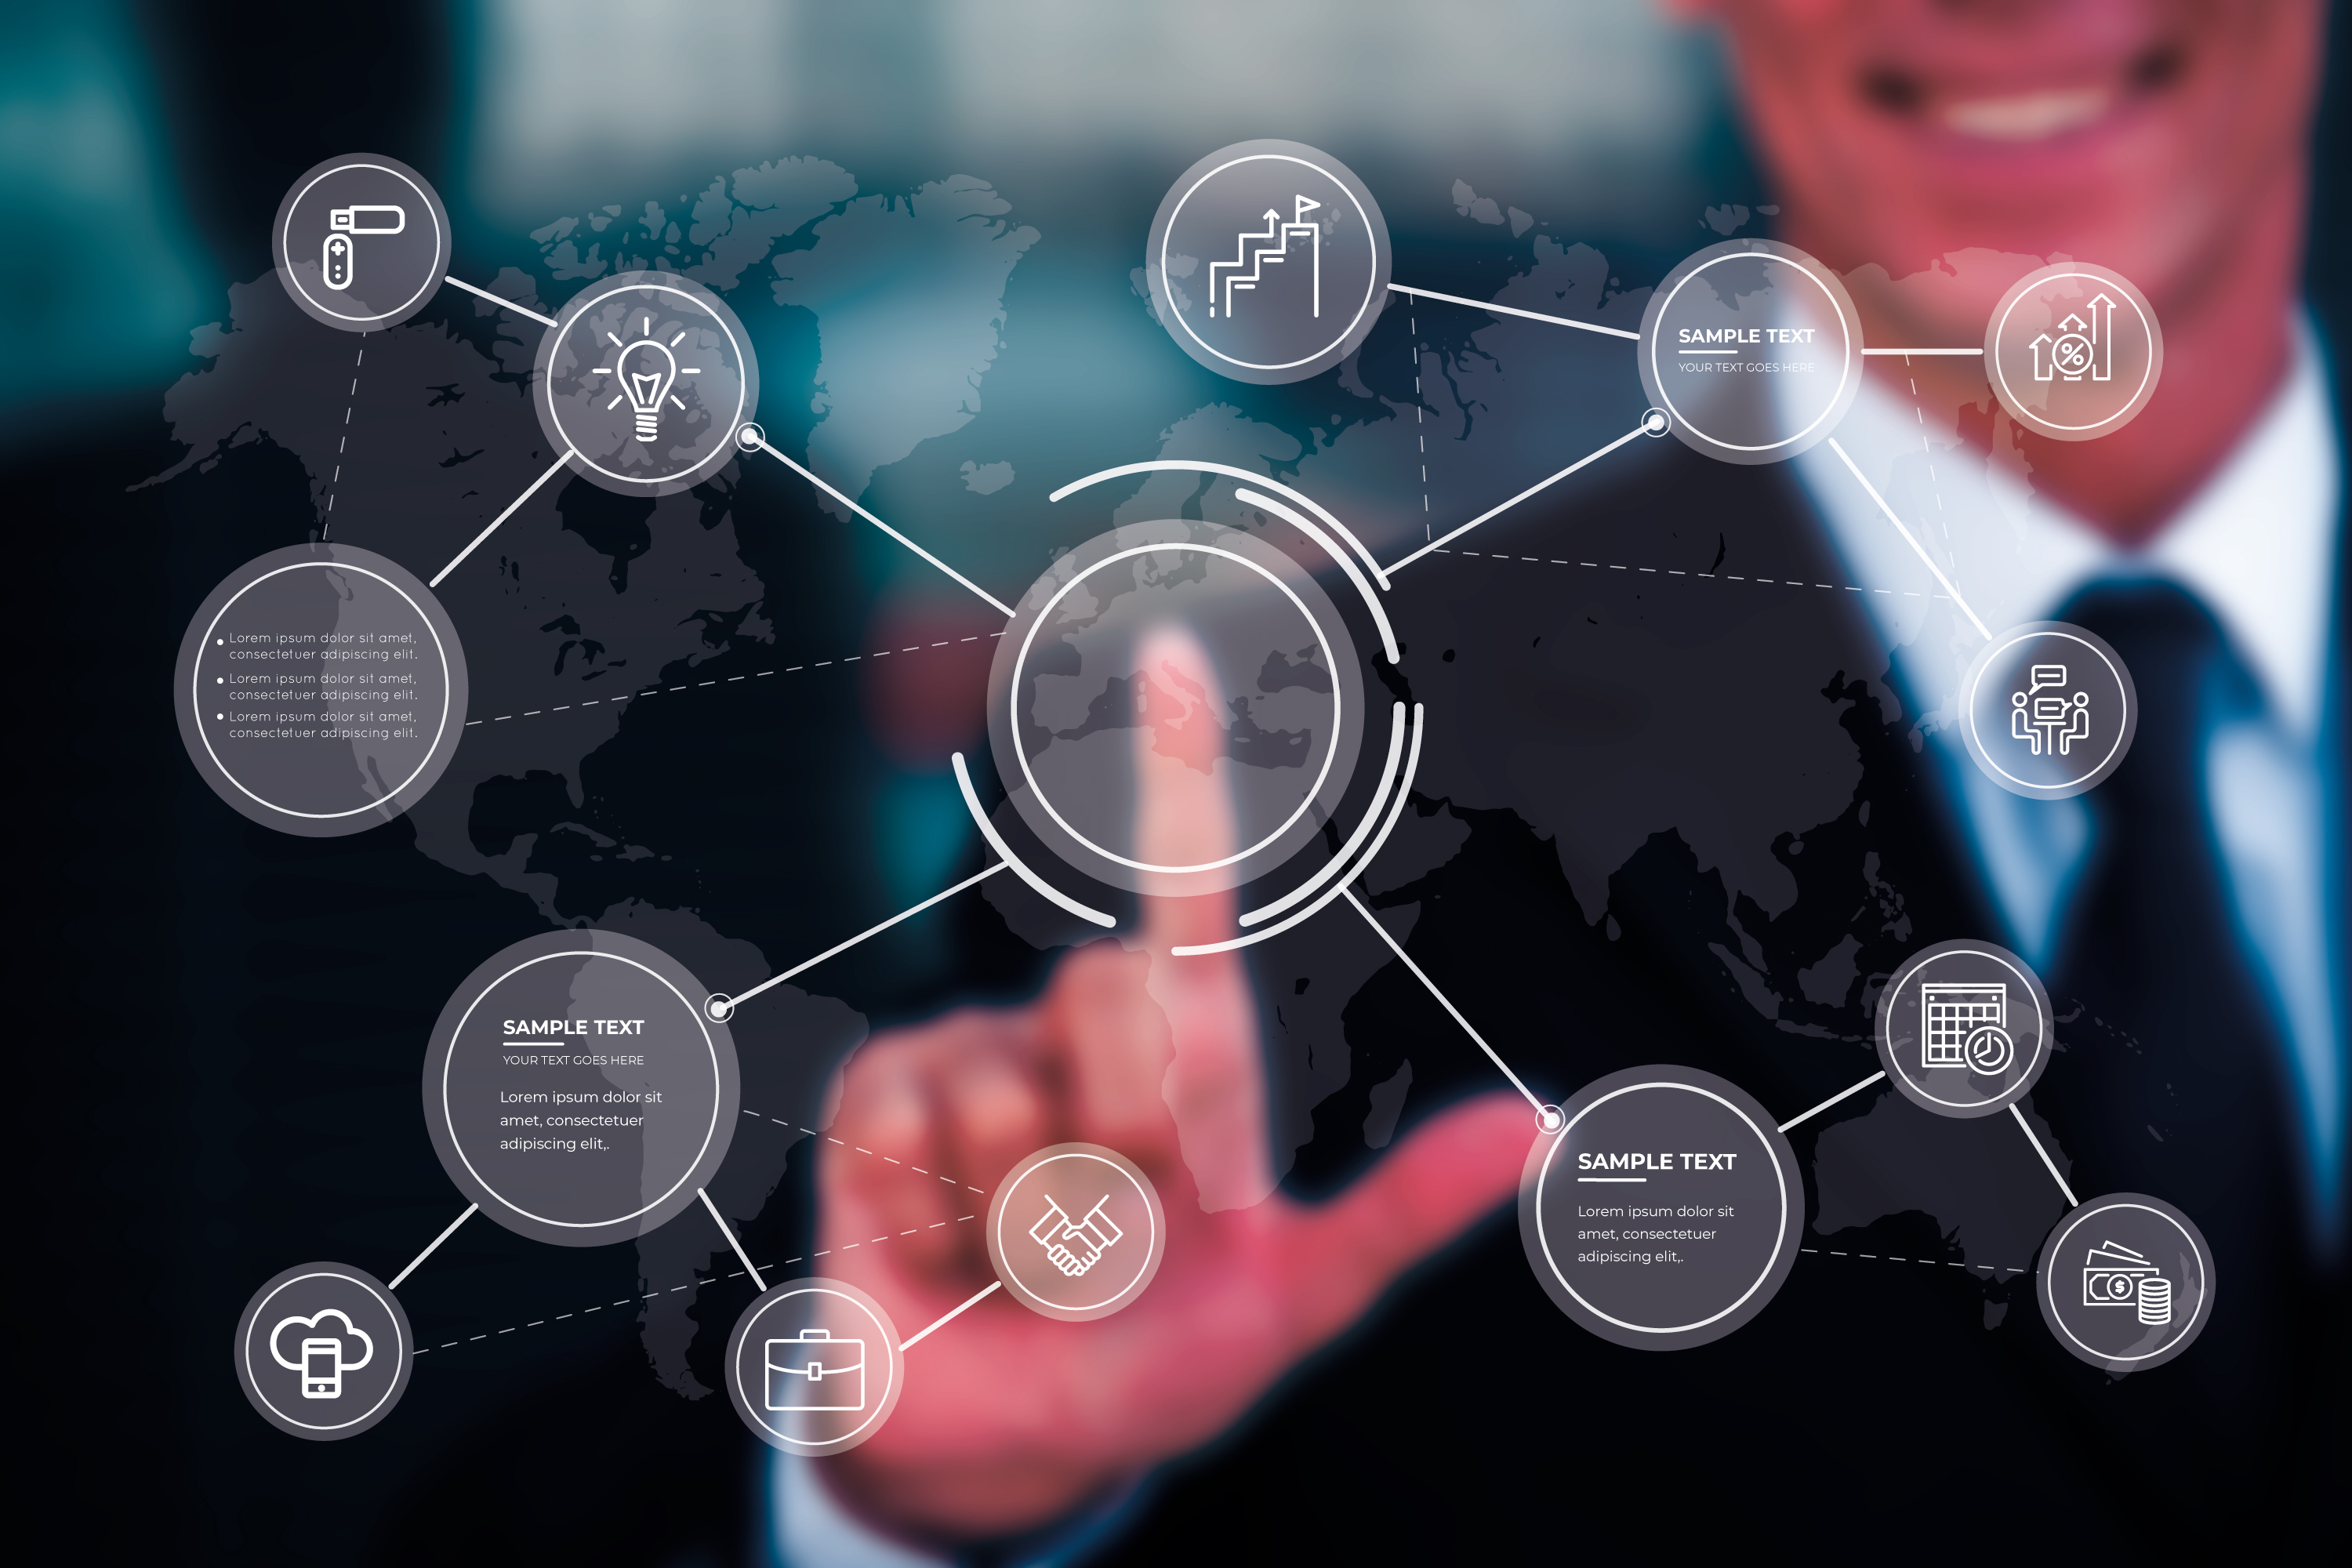 SAMPLE TEXT
YOUR TEXT GOES HERE
%
Lorem ipsum dolor sit amet,
consectetuer adipiscing elit.
Lorem ipsum dolor sit amet,
consectetuer adipiscing elit.
Lorem ipsum dolor sit amet,
consectetuer adipiscing elit.
SAMPLE TEXT
YOUR TEXT GOES HERE
Lorem ipsum dolor sit
amet, consectetuer
adipiscing elit,.
SAMPLE TEXT
Lorem ipsum dolor sit
amet, consectetuer
adipiscing elit,.
$